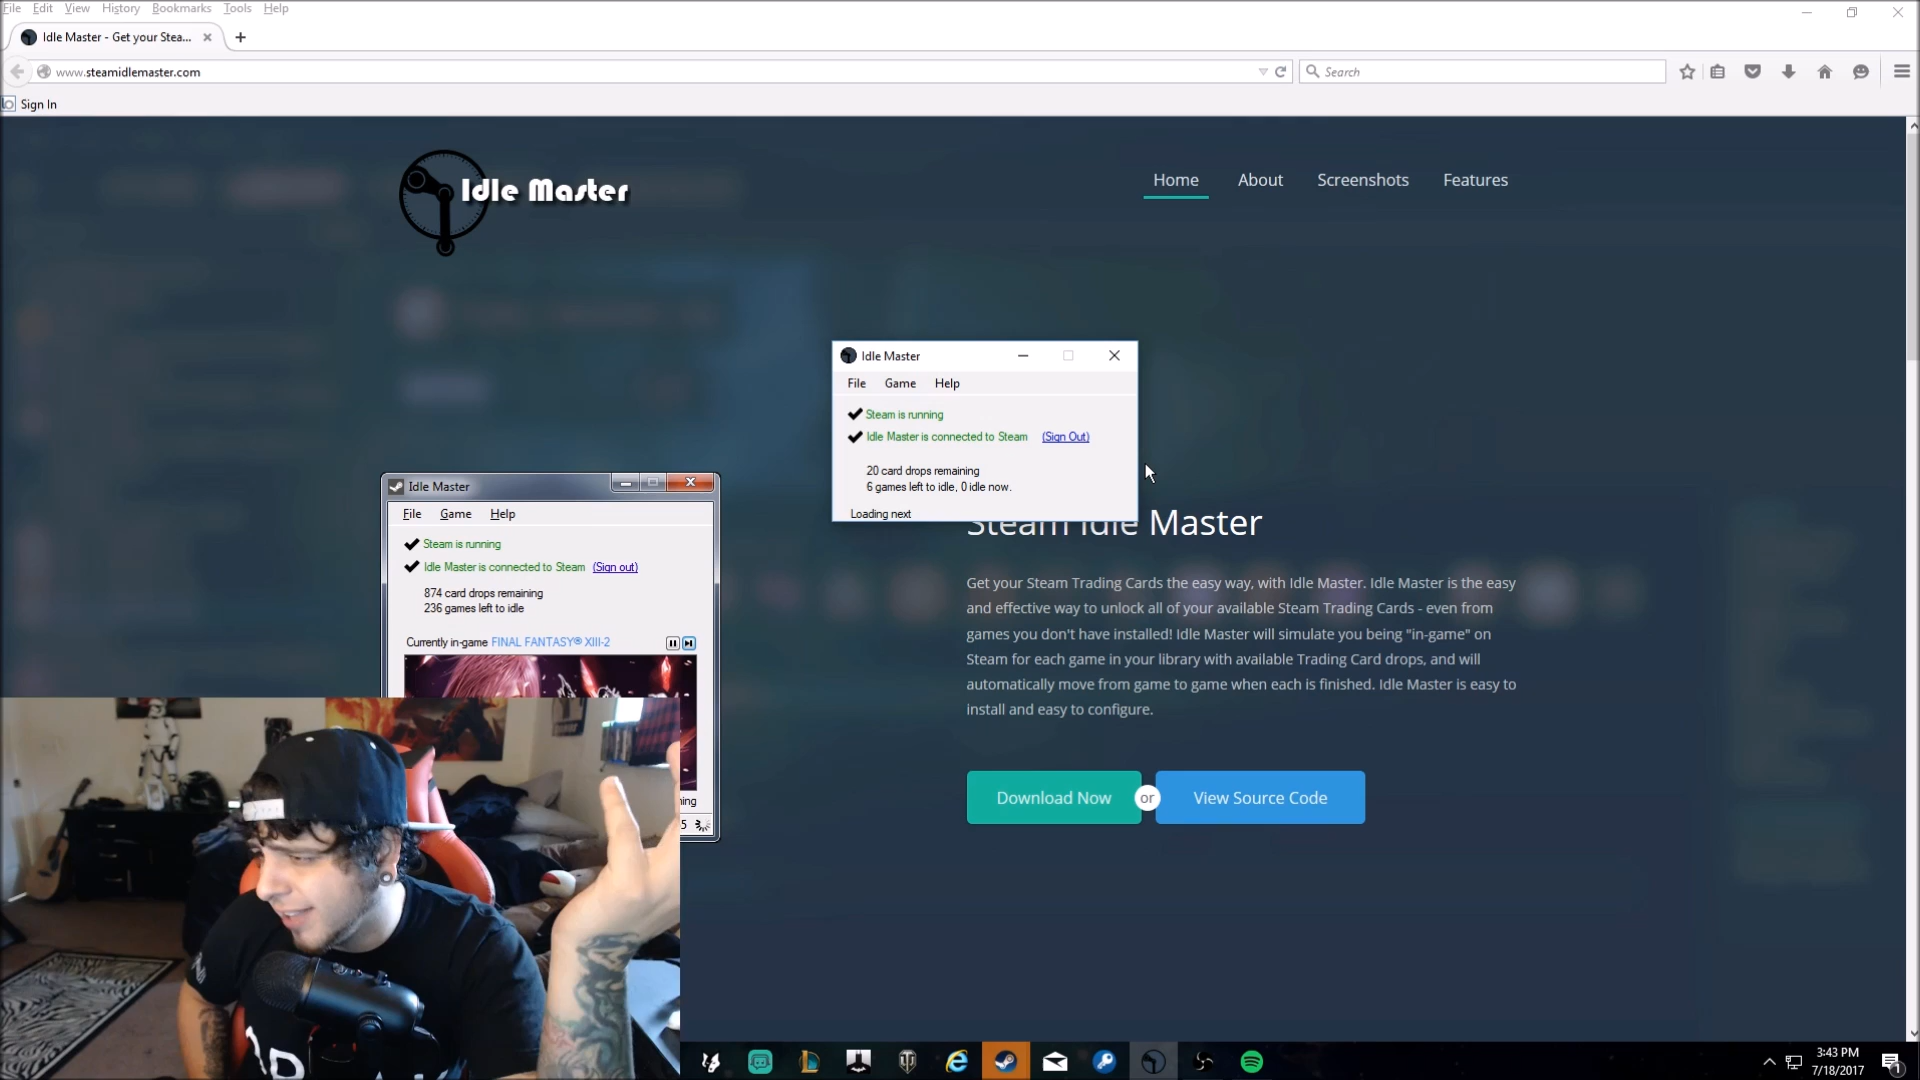 File Edit View History Bookmarks Tools Help
Idle Master - Get your Stea...
www.steamidlemaster.com
Search
Sign In
Idle Master
Home About Screenshots Features
Idle Master
File Game Help
Steam is running
Idle Master is connected to Steam (Sign Out)
20 card drops remaining
6 games left to idle, 0 idle now.
Loading next
Idle Master
File Game Help
Steam is running
Idle Master is connected to Steam (Sign out)
874 card drops remaining
236 games left to idle
Currently in-game FINAL FANTASY® XIII-2
5
Steam Idle Master
Get your Steam Trading Cards the easy way, with Idle Master. Idle Master is the easy
and effective way to unlock all of your available Steam Trading Cards - even from
games you don't have installed! Idle Master will simulate you being "in-game" on
Steam for each game in your library with available Trading Card drops, and will
automatically move from game to game when each is finished. Idle Master is easy to
install and easy to configure.
Download Now or View Source Code
3:43 PM
7/18/2017
1